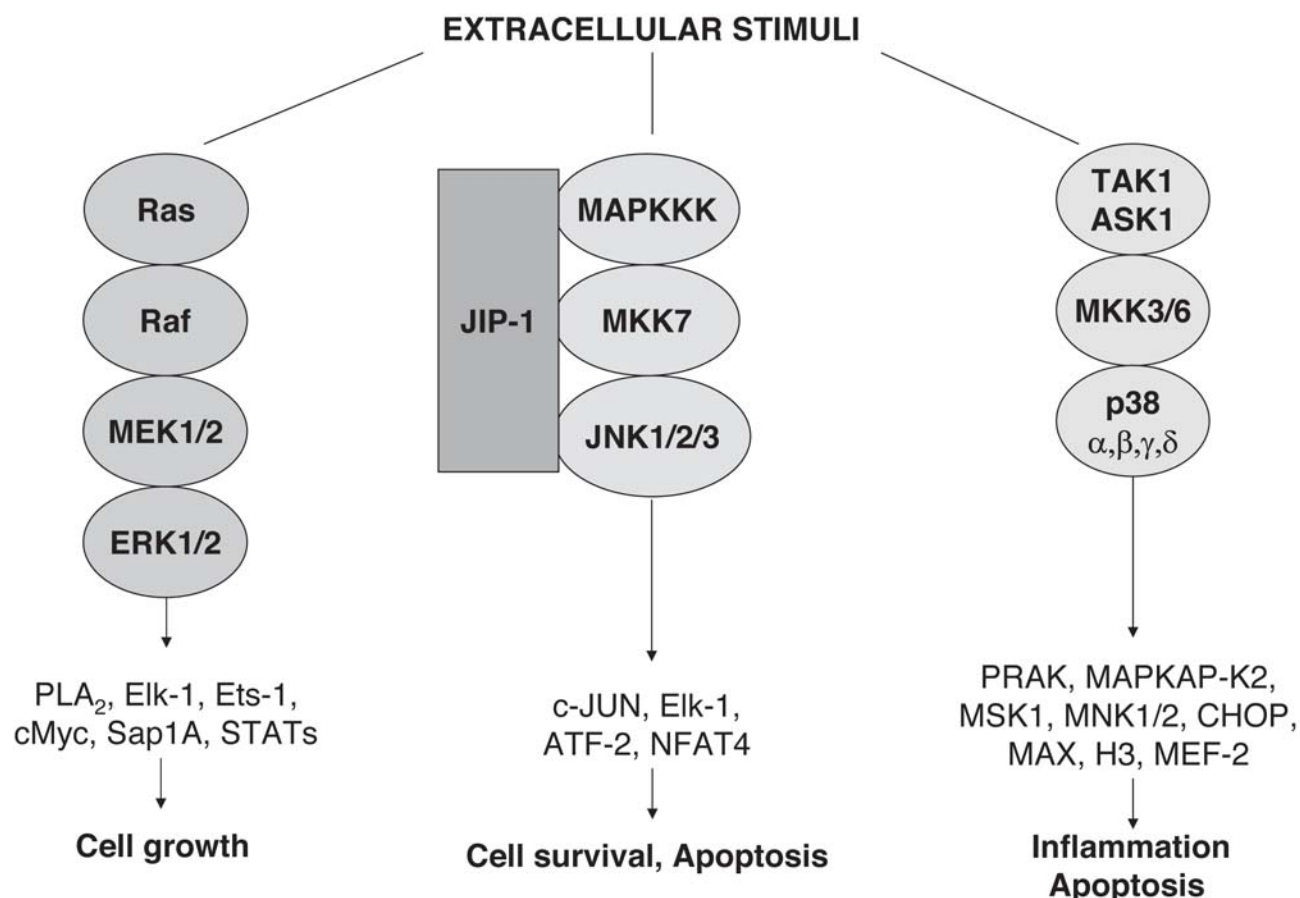 EXTRACELLULAR STIMULI
Ras
Raf
MEK1/2
ERK1/2
PLA₂, Elk-1, Ets-1,
cMyc, Sap1A, STATs
Cell growth
JIP-1
MAPKKK
MKK7
JNK1/2/3
c-JUN, Elk-1,
ATF-2, NFAT4
Cell survival, Apoptosis
TAK1
ASK1
MKK3/6
p38
α,β,γ,δ
PRAK, MAPKAP-K2,
MSK1, MNK1/2, CHOP,
MAX, H3, MEF-2
Inflammation
Apoptosis